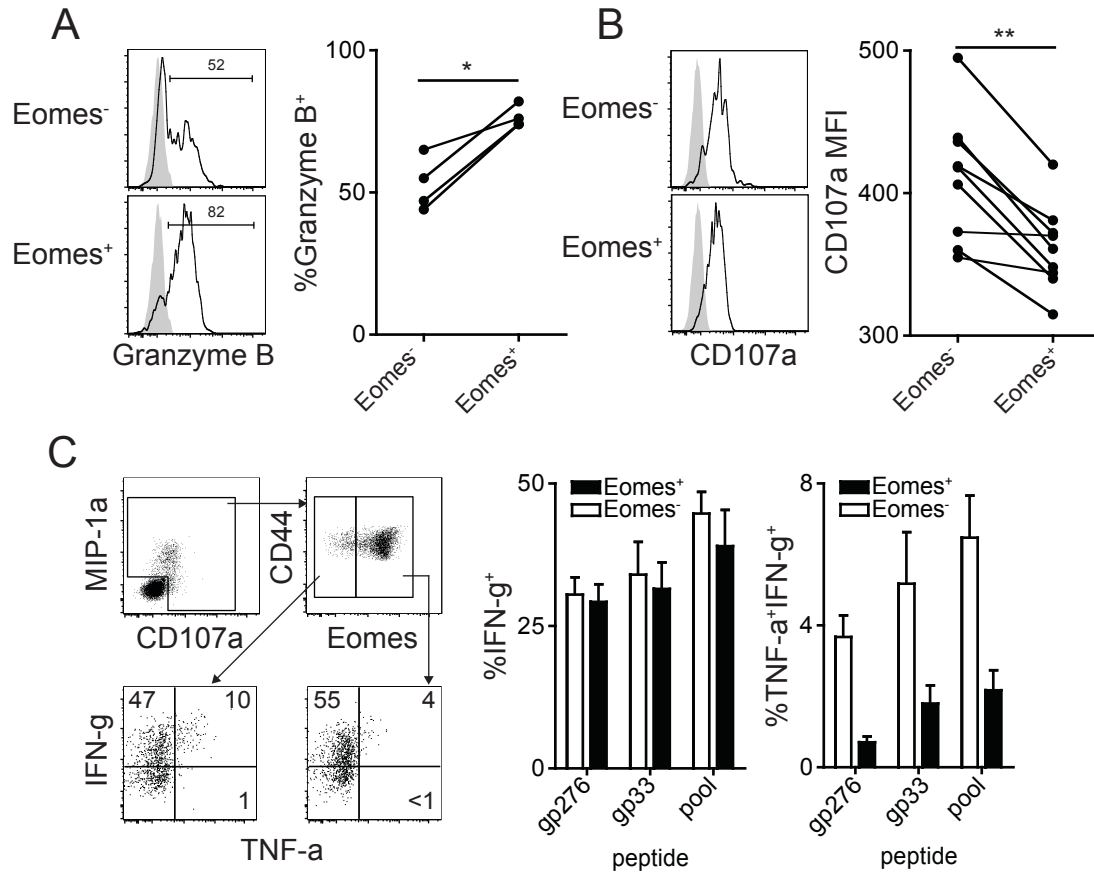 A
52
Eomes-
82
Eomes+
Granzyme B
100
50
0
%Granzyme B+
*
Eomes-
Eomes+
B
Eomes-
Eomes+
CD107a
500
400
300
CD107a MFI
**
Eomes-
Eomes+
C
MIP-1a
CD107a
CD44
Eomes
47
10
1
55
4
<1
IFN-g
TNF-a
50
25
0
%IFN-g+
Eomes+
Eomes-
gp276
gp33
pool
peptide
8
4
0
%TNF-a+IFN-g+
Eomes+
Eomes-
gp276
gp33
pool
peptide